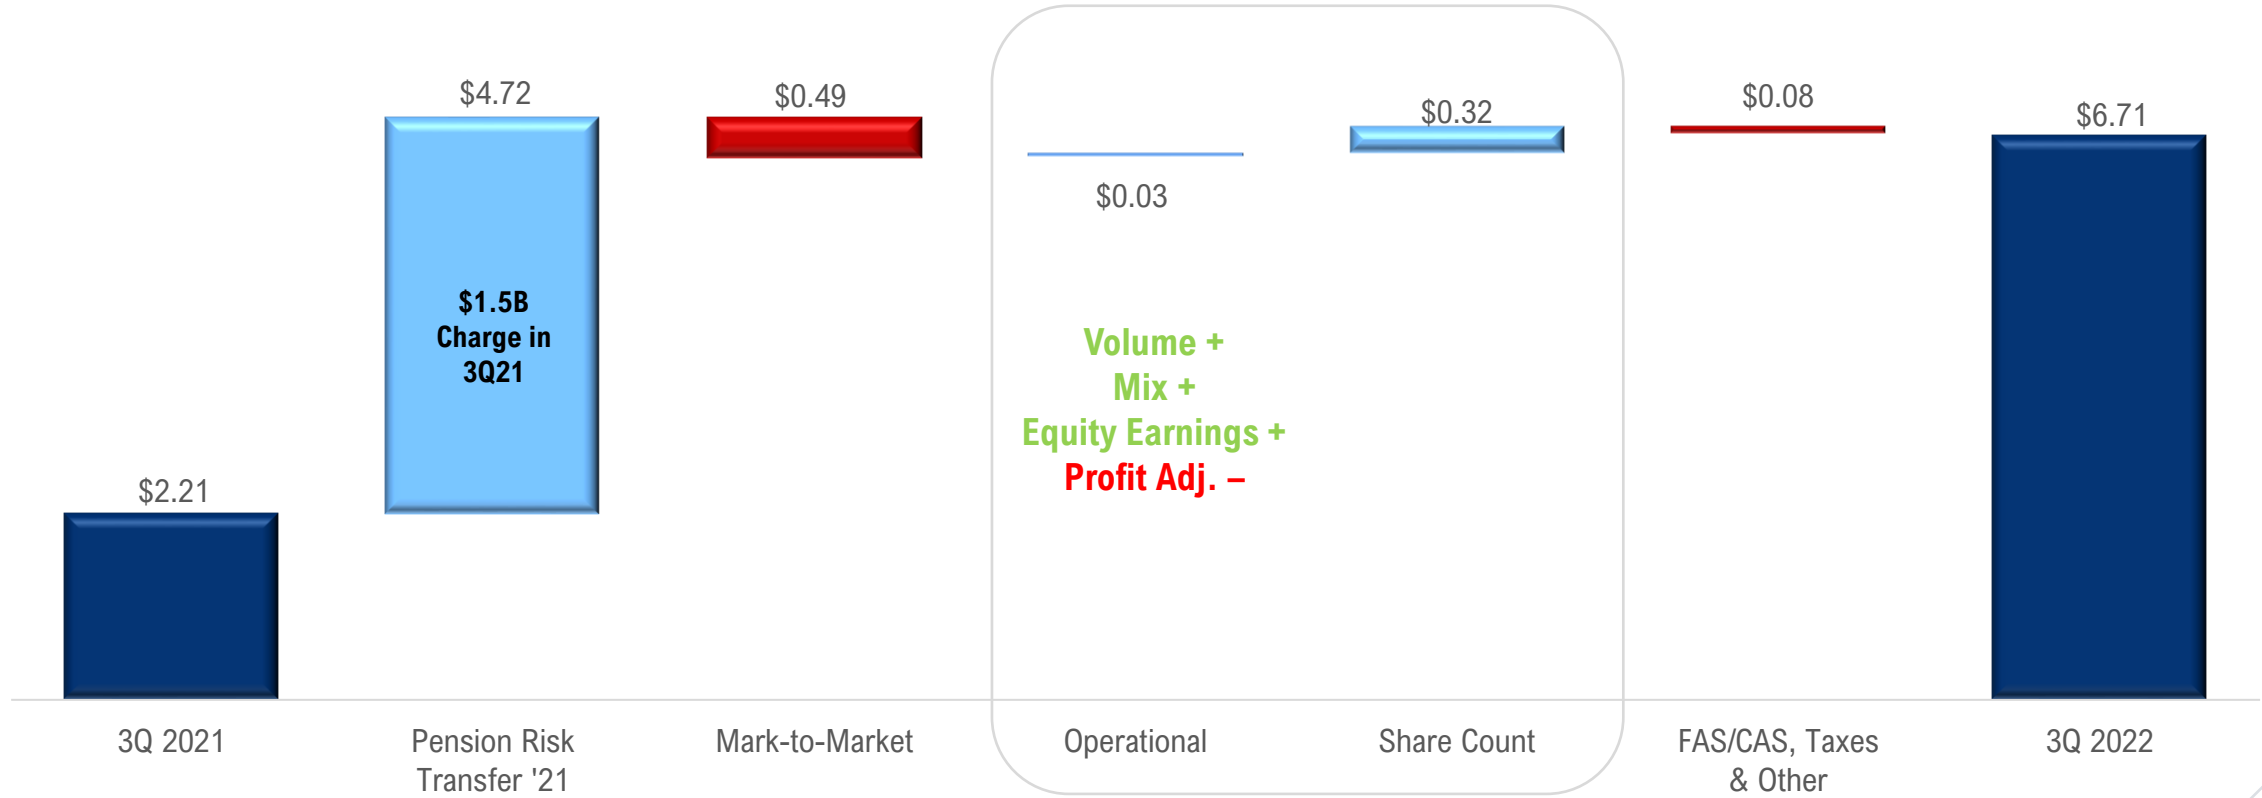 $4.72
$0.49
$0.32
$0.08
$6.71
$0.03
$1.5B
Charge in
3Q21
Volume +
Mix +
Equity Earnings +
Profit Adj. –
$2.21
3Q 2021
Pension Risk
Transfer '21
Mark-to-Market
Operational
Share Count
FAS/CAS, Taxes
& Other
3Q 2022